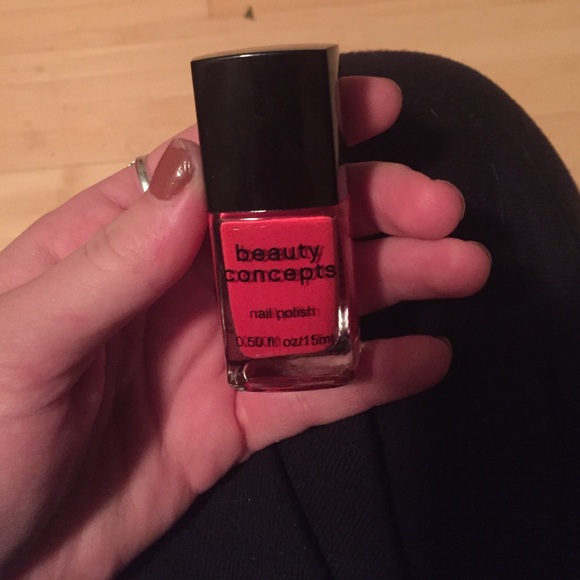 beauty
concepts
nail polish
0.50 fl oz/15ml